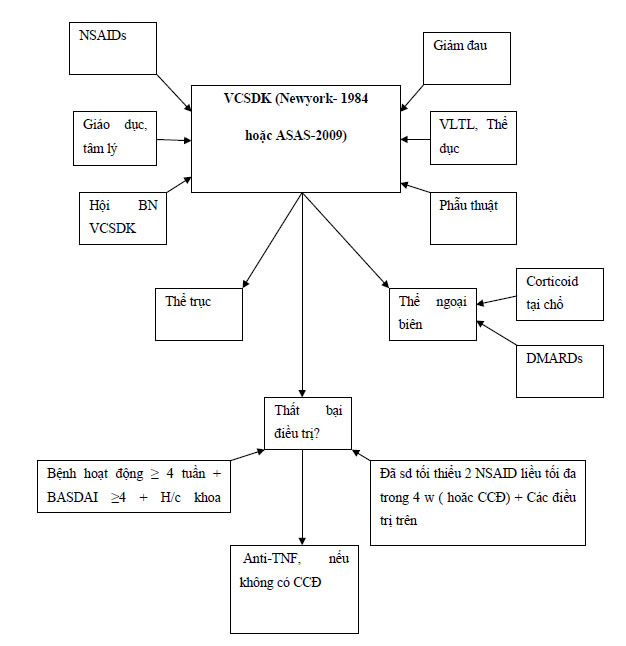 NSAIDs
Giảm đau
VCSDK (Newyork- 1984
hoặc ASAS-2009)
Giáo dục,
tâm lý
VLTL, Thể
dục
Hội BN
VCSDK
Phẫu thuật
Thể trục
Thể ngoại
biên
Corticoid
tại chổ
DMARDs
Thất bại
điều trị?
Bệnh hoạt động ≥ 4 tuần +
BASDAI ≥4 + H/c khoa
Đã sd tối thiểu 2 NSAID liều tối đa
trong 4 w ( hoặc CCĐ) + Các điều
trị trên
Anti-TNF, nếu
không có CCĐ